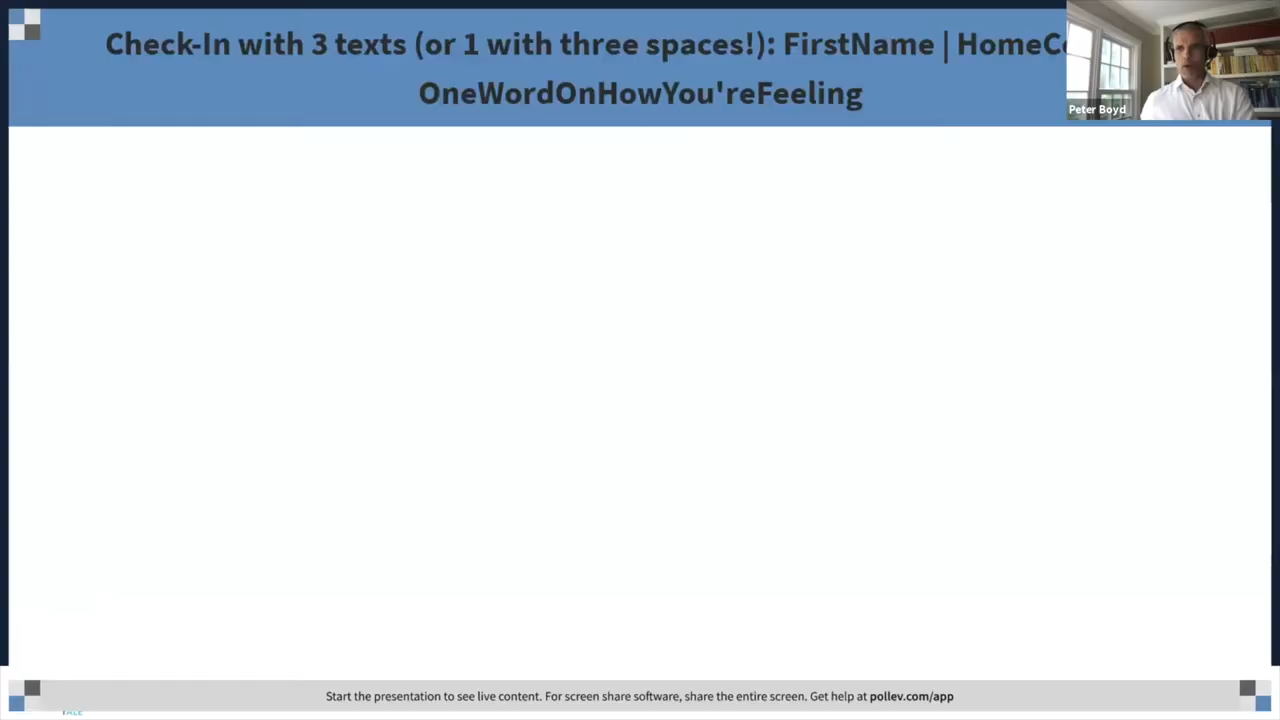 Check-In with 3 texts (or 1 with three spaces!): FirstName |
OneWordOnHowYou'reFeeling
Peter Boyd
Start the presentation to see live content. For screen share software, share the entire screen. Get help at pollev.com/app